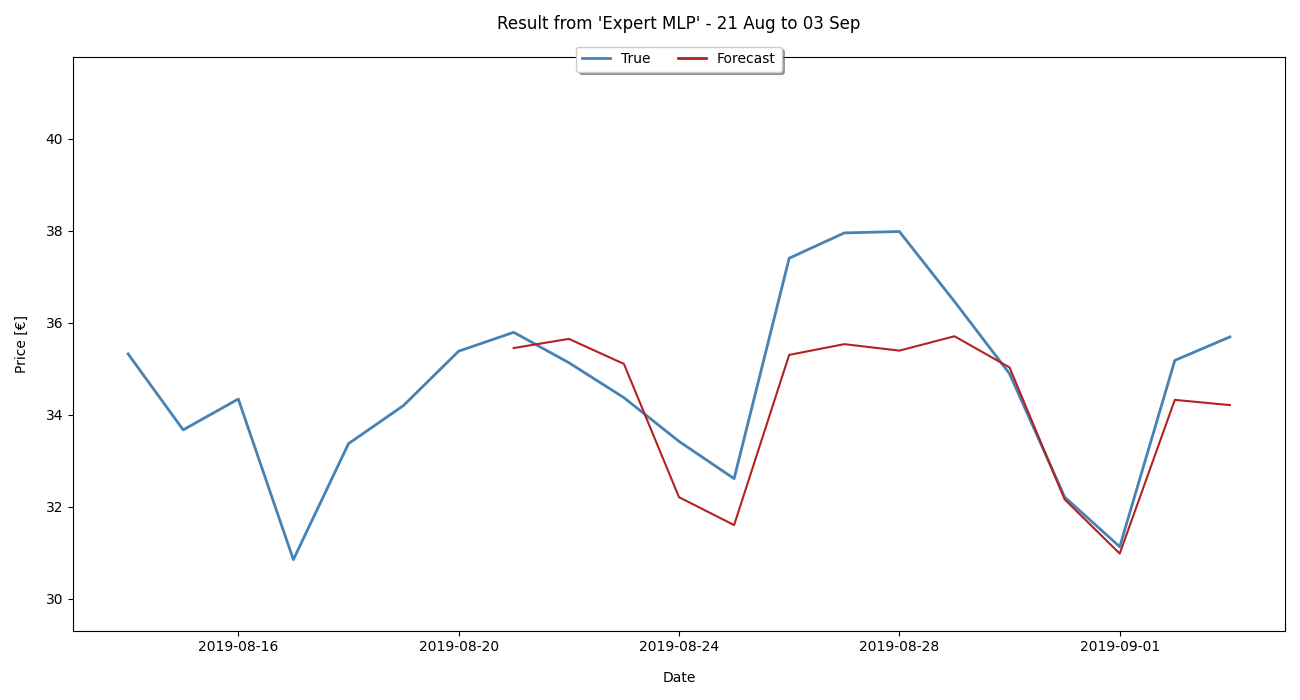 Result from 'Expert MLP' - 21 Aug to 03 Sep
True Forecast
40
38
36
34
32
30
Price [€]
2019-08-16 2019-08-20 2019-08-24 2019-08-28 2019-09-01
Date